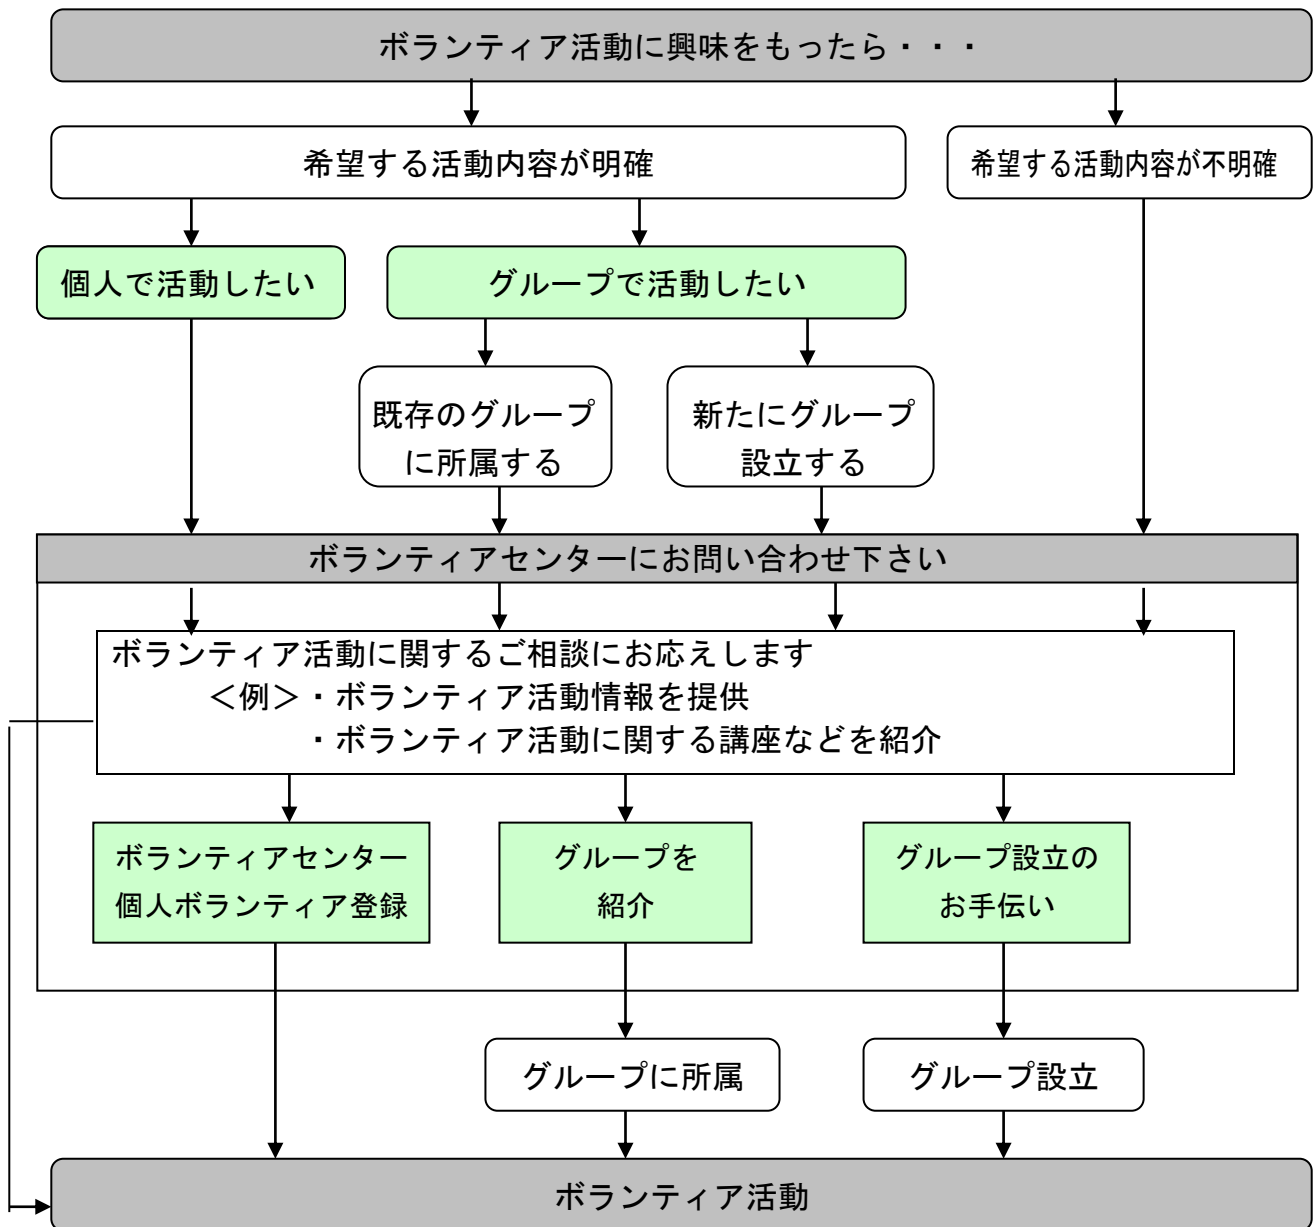 ボランティア活動に興味をもったら・・・
希望する活動内容が明確
希望する活動内容が不明確
個人で活動したい
グループで活動したい
既存のグループ
に所属する
新たにグループ
設立する
ボランティアセンターにお問い合わせ下さい
ボランティア活動に関するご相談にお応えします
＜例＞・ボランティア活動情報を提供
・ボランティア活動に関する講座などを紹介
ボランティアセンター
個人ボランティア登録
グループを
紹介
グループ設立の
お手伝い
グループに所属
グループ設立
ボランティア活動